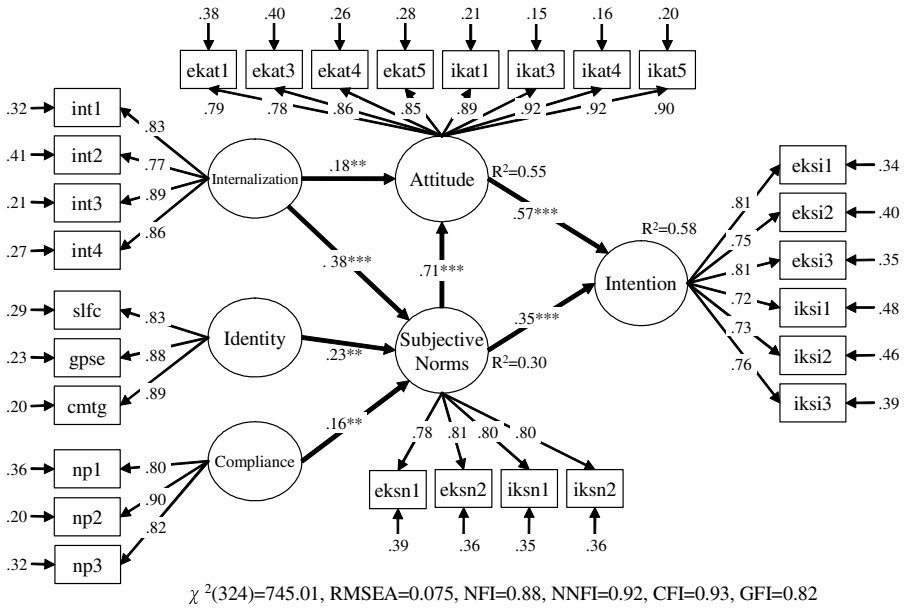 .38 .40 .26 .28 .21 .15 .16 .20
ekat1 ekat3 ekat4 ekat5 ikat1 ikat3 ikat4 ikat5
.79 .78 .86 .85 .89 .92 .92 .90
.32 int1 .83
.41 int2 .77
.21 int3 .89
.27 int4 .86
Internalization
.18**
Attitude
R²=0.55
.57***
.38***
.71***
R²=0.58
Intention
.81 eksi1 .34
.75 eksi2 .40
.81 eksi3 .35
.72 iksi1 .48
.73 iksi2 .46
.76 iksi3 .39
.29 slfc .83
.23 gpse .88
.20 cmtg .89
Identity
.23**
Subjective
Norms
.35***
R²=0.30
.16**
Compliance
.36 np1 .80
.20 np2 .90
.32 np3 .82
.78 .81 .80 .80
eksn1 eksn2 iksn1 iksn2
.39 .36 .35 .36
χ²(324)=745.01, RMSEA=0.075, NFI=0.88, NNFI=0.92, CFI=0.93, GFI=0.82